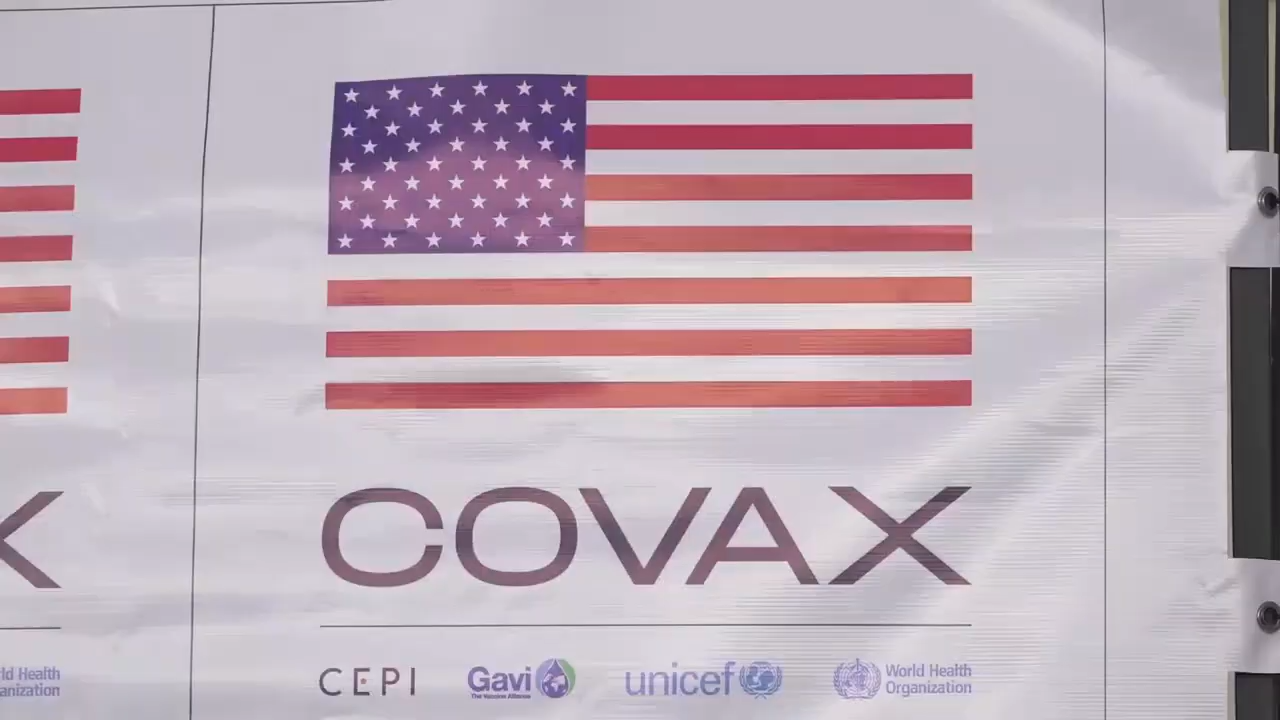 COVAX
X
CEPI
Gavi
The Vaccine Alliance
unicef
World Health
Organization
ld Health
anization